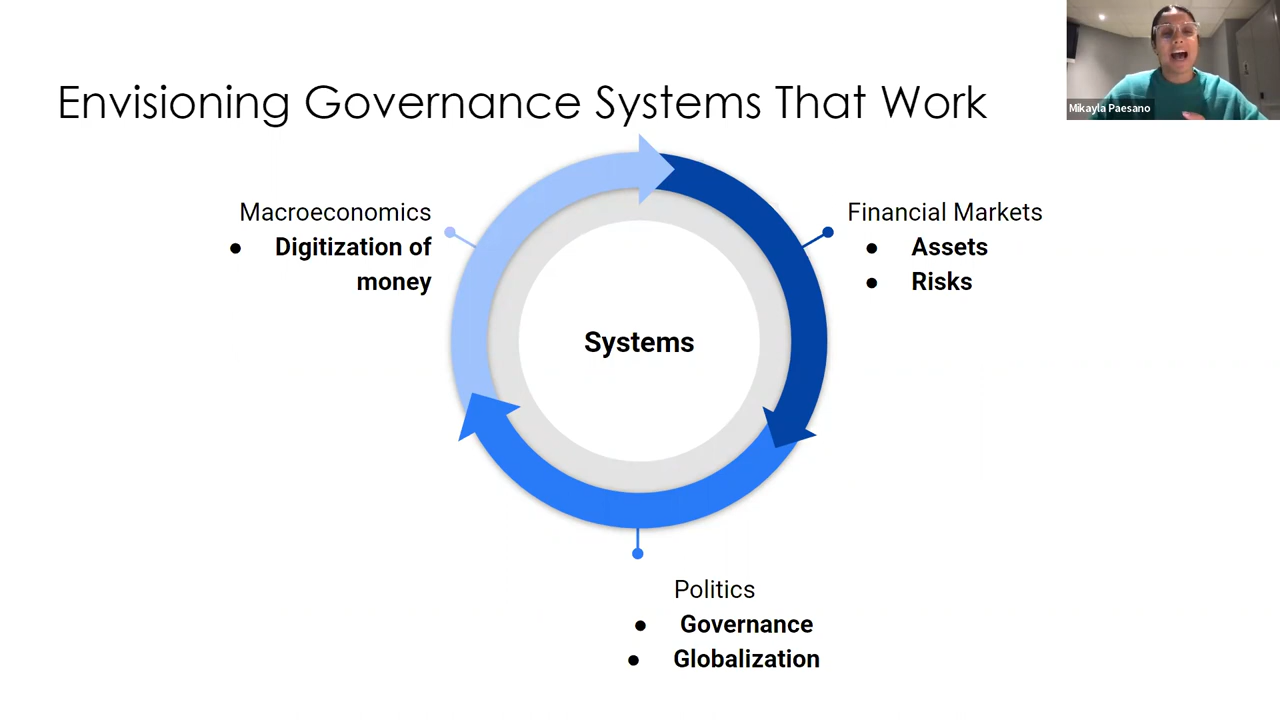 Envisioning Governance Systems That Work
Mikayla Paesano
Macroeconomics
● Digitization of
money
Financial Markets
● Assets
● Risks
Systems
Politics
● Governance
● Globalization